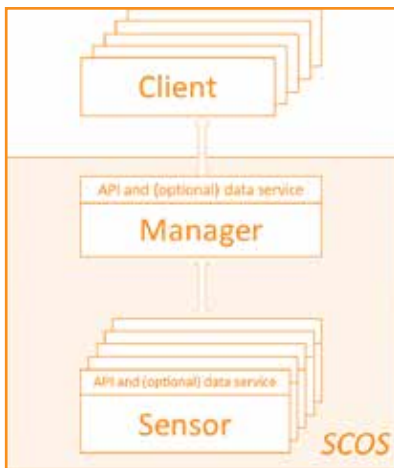 Client
API and (optional) data service
Manager
API and (optional) data service
Sensor
SCOS